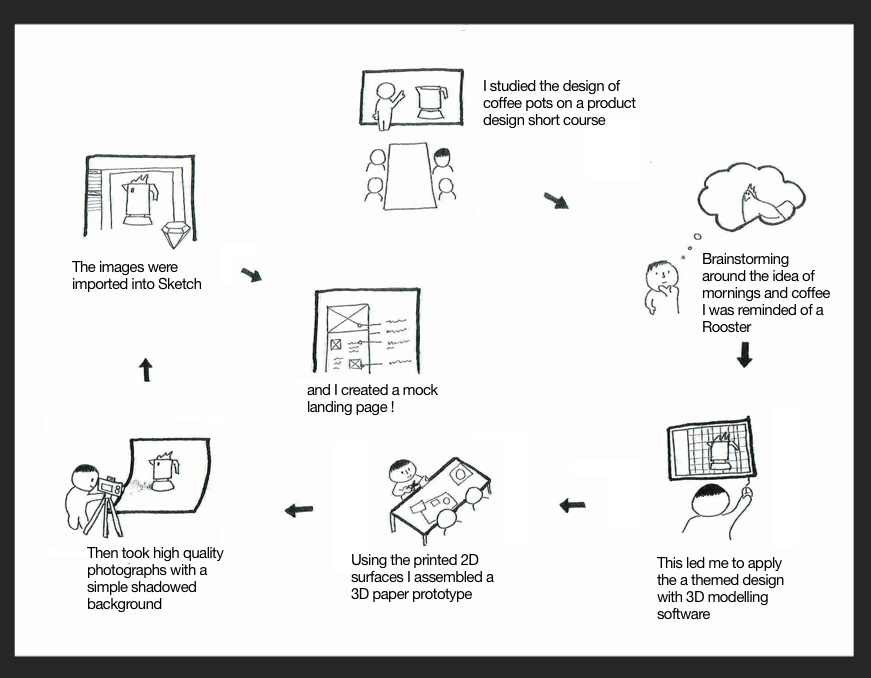 I studied the design of
coffee pots on a product
design short course
Brainstorming
around the idea of
mornings and coffee
I was reminded of a
Rooster
This led me to apply
the a themed design
with 3D modelling
software
Using the printed 2D
surfaces I assembled a
3D paper prototype
Then took high quality
photographs with a
simple shadowed
background
The images were
imported into Sketch
and I created a mock
landing page !